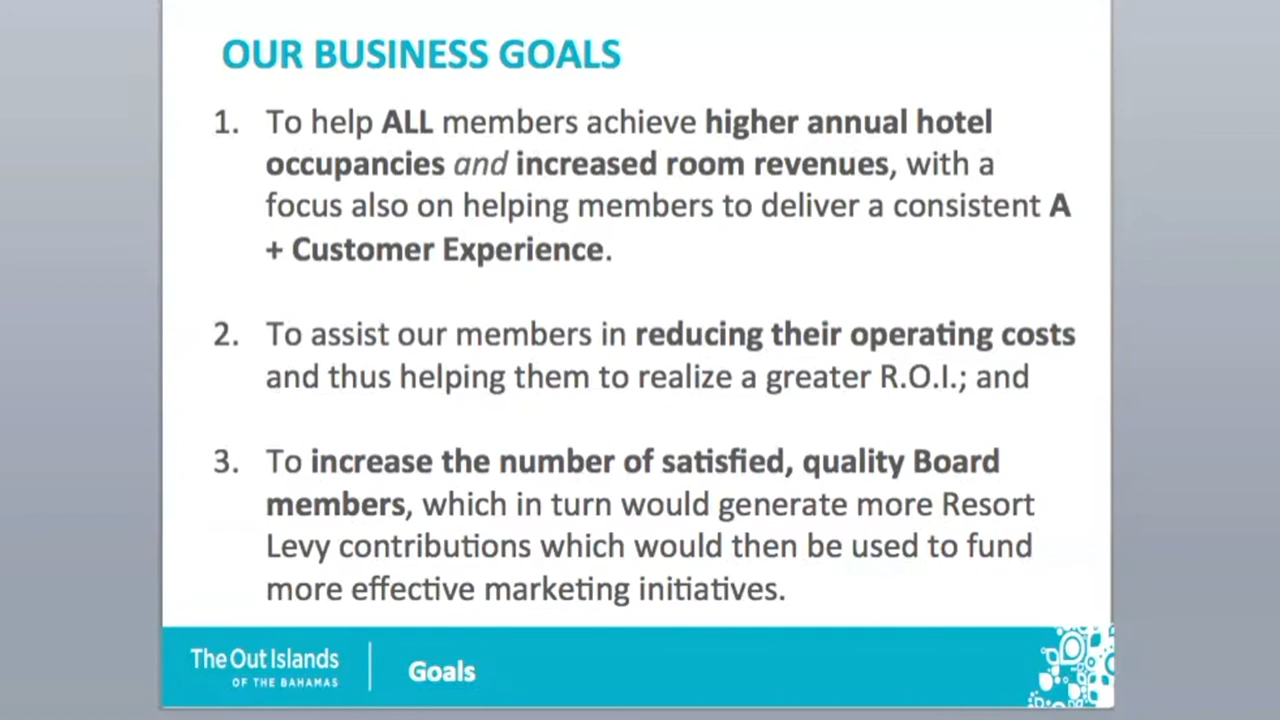 OUR BUSINESS GOALS
1. To help ALL members achieve higher annual hotel
occupancies and increased room revenues, with a
focus also on helping members to deliver a consistent A
+ Customer Experience.
2. To assist our members in reducing their operating costs
and thus helping them to realize a greater R.O.I.; and
3. To increase the number of satisfied, quality Board
members, which in turn would generate more Resort
Levy contributions which would then be used to fund
more effective marketing initiatives.
The Out Islands
OF THE BAHAMAS
Goals